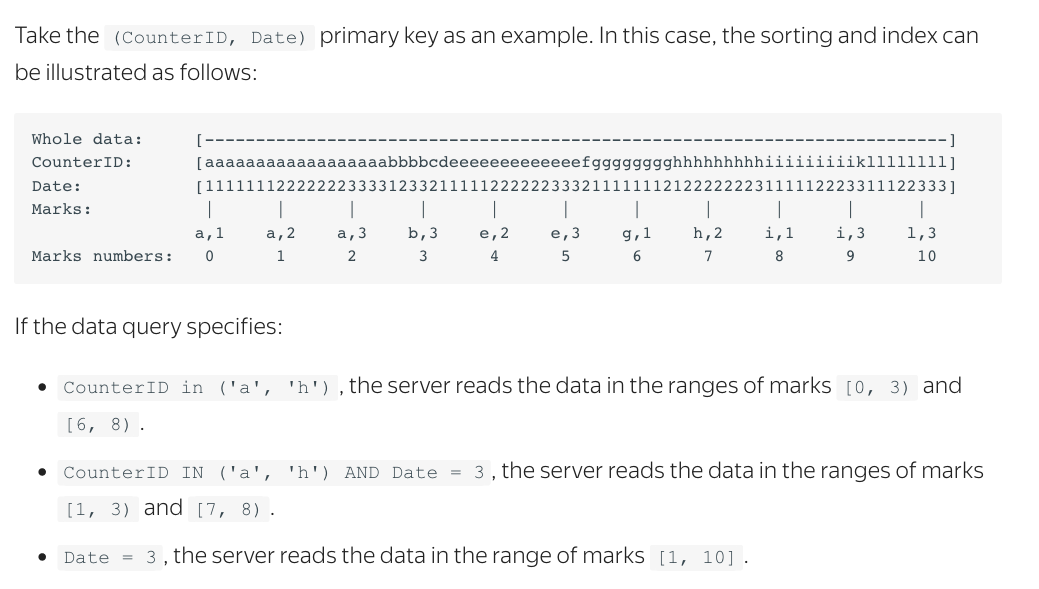 Take the (CounterID, Date) primary key as an example. In this case, the sorting and index can
be illustrated as follows:
Whole data: [-------------------------------------------------------------------------]
CounterID: [aaaaaaaaaaaaaaaaaabbbbcdeeeeeeeeeeeeefgggggggghhhhhhhhhiiiiiiiiikllllllll]
Date: [1111111222222233331233211111222222333211111112122222223111112223311122333]
Marks: | | | | | | | | | | |
a,1 a,2 a,3 b,3 e,2 e,3 g,1 h,2 i,1 i,3 l,3
Marks numbers: 0 1 2 3 4 5 6 7 8 9 10
If the data query specifies:
• CounterID in ('a', 'h') , the server reads the data in the ranges of marks [0, 3) and
[6, 8) .
• CounterID IN ('a', 'h') AND Date = 3 , the server reads the data in the ranges of marks
[1, 3) and [7, 8) .
• Date = 3 , the server reads the data in the range of marks [1, 10] .